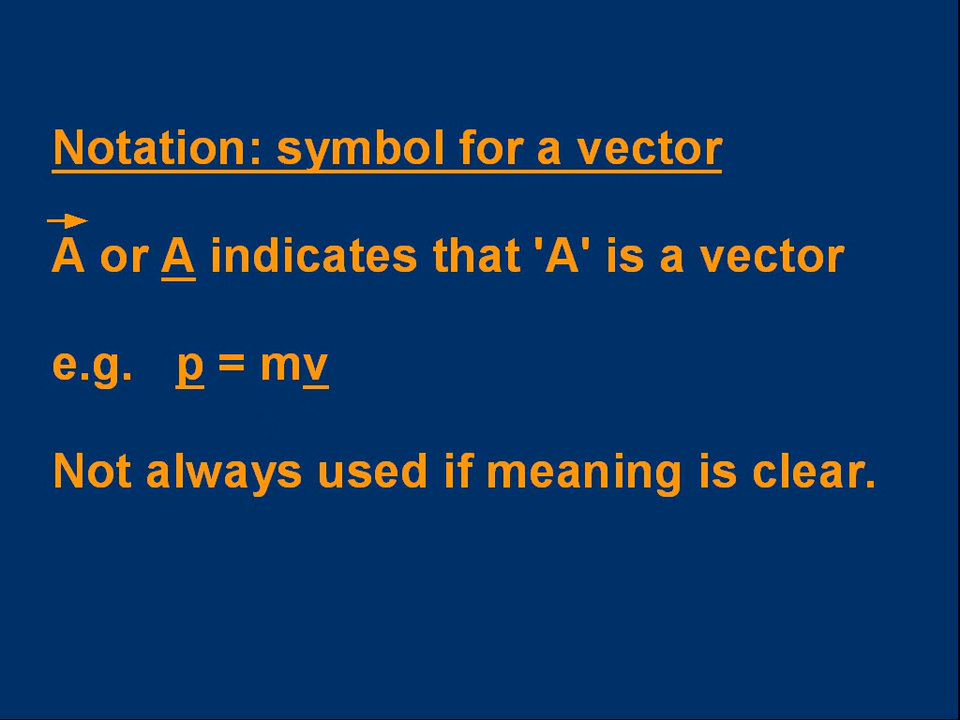 Notation: symbol for a vector
A or A indicates that 'A' is a vector
e.g. p = mv
Not always used if meaning is clear.